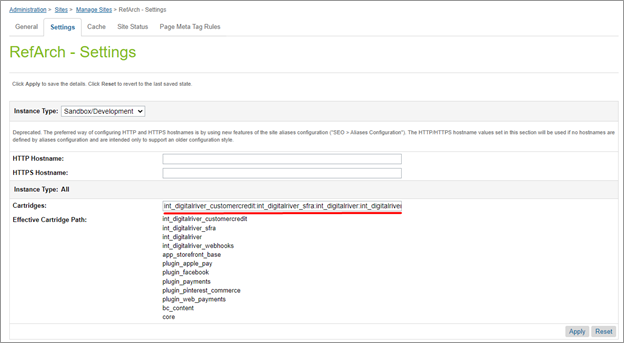 Administration > Sites > Manage Sites > RefArch - Settings
General Settings Cache Site Status Page Meta Tag Rules
RefArch - Settings
Click Apply to save the details. Click Reset to revert to the last saved state.
Instance Type: Sandbox/Development
Deprecated. The preferred way of configuring HTTP and HTTPS hostnames is by using new features of the site aliases configuration ("SEO > Aliases Configuration"). The HTTP/HTTPS hostname values set in this section will be used if no hostnames are
defined by aliases configuration and are intended only to support an older configuration style.
HTTP Hostname:
HTTPS Hostname:
Instance Type: All
Cartridges: int_digitalriver_customercredit:int_digitalriver_sfra:int_digitalriver:int_digitalriver
Effective Cartridge Path: int_digitalriver_customercredit
int_digitalriver_sfra
int_digitalriver
int_digitalriver_webhooks
app_storefront_base
plugin_apple_pay
plugin_facebook
plugin_payments
plugin_pinterest_commerce
plugin_web_payments
bc_content
core
Apply Reset